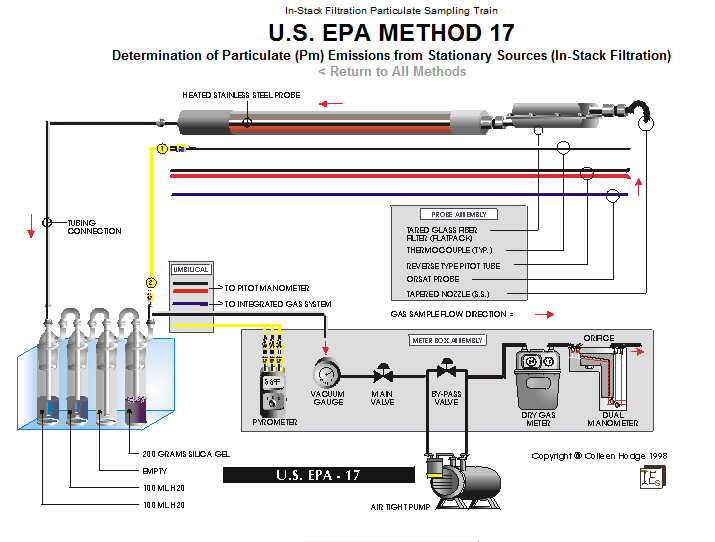 In-Stack Filtration Particulate Sampling Train
U.S. EPA METHOD 17
Determination of Particulate (Pm) Emissions from Stationary Sources (In-Stack Filtration)
< Return to All Methods
HEATED STAINLESS STEEL PROBE
1
TUBING
CONNECTION
PROBE ASSEMBLY
TARED GLASS FIBER
FILTER (FLATPACK)
THERMOCOUPLE (TYP.)
REVERSE TYPE PITOT TUBE
ORSAT PROBE
TAPERED NOZZLE (S.S.)
2
UMBILICAL
TO PITOT MANOMETER
TO INTEGRATED GAS SYSTEM
GAS SAMPLE FLOW DIRECTION =
METER BOX ASSEMBLY
ORIFICE
VACUUM
GAUGE
MAIN
VALVE
BY-PASS
VALVE
PYROMETER
DRY GAS
METER
DUAL
MANOMETER
200 GRAMS SILICA GEL
EMPTY
100 ML H20
100 ML H20
U.S. EPA - 17
AIR TIGHT PUMP
Copyright © Colleen Hodge 1998